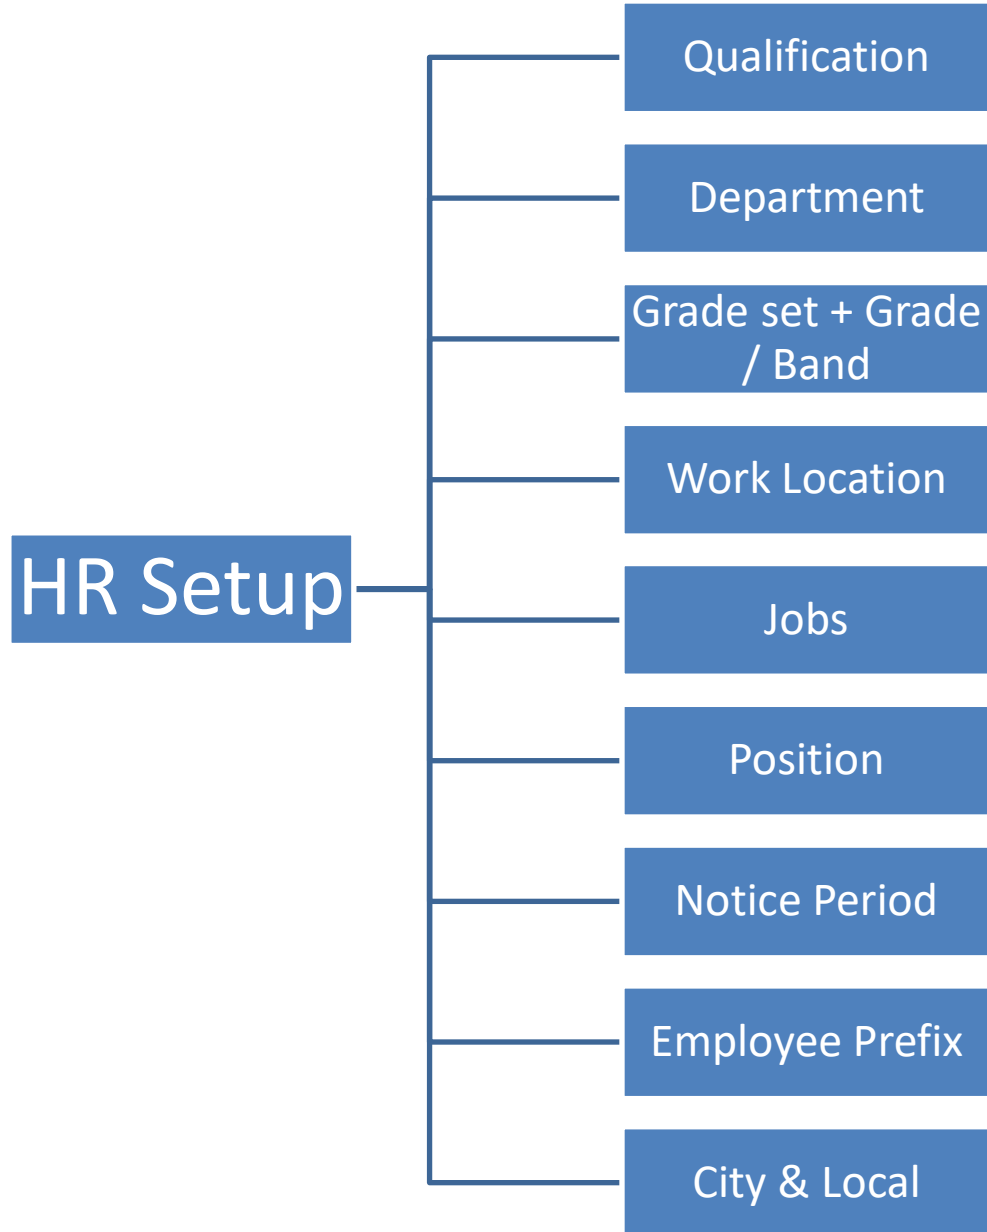 HR Setup
Qualification
Department
Grade set + Grade
/ Band
Work Location
Jobs
Position
Notice Period
Employee Prefix
City & Local